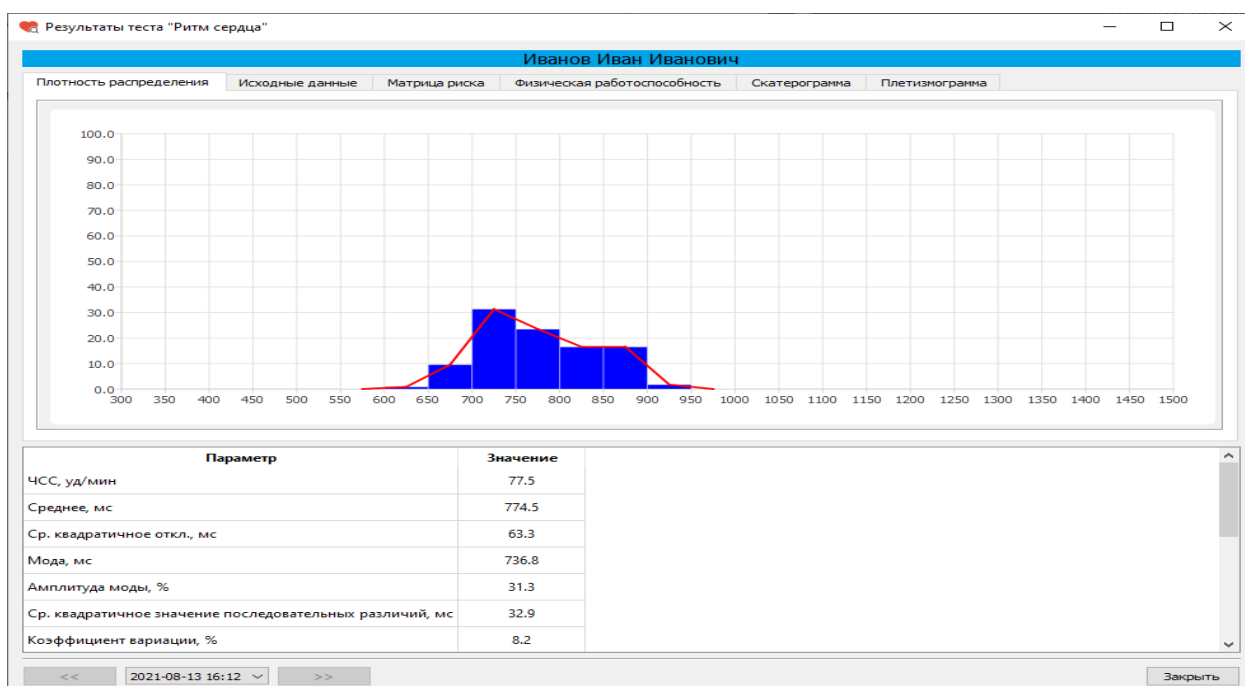 Результаты теста "Ритм сердца"
Иванов Иван Иванович
Плотность распределения Исходные данные Матрица риска Физическая работоспособность Скатерограмма Плетизмограмма
100.0
90.0
80.0
70.0
60.0
50.0
40.0
30.0
20.0
10.0
0.0
300 350 400 450 500 550 600 650 700 750 800 850 900 950 1000 1050 1100 1150 1200 1250 1300 1350 1400 1450 1500
Параметр Значение
ЧСС, уд/мин 77.5
Среднее, мс 774.5
Ср. квадратичное откл., мс 63.3
Мода, мс 736.8
Амплитуда моды, % 31.3
Ср. квадратичное значение последовательных различий, мс 32.9
Коэффициент вариации, % 8.2
<< 2021-08-13 16:12 >> Закрыть